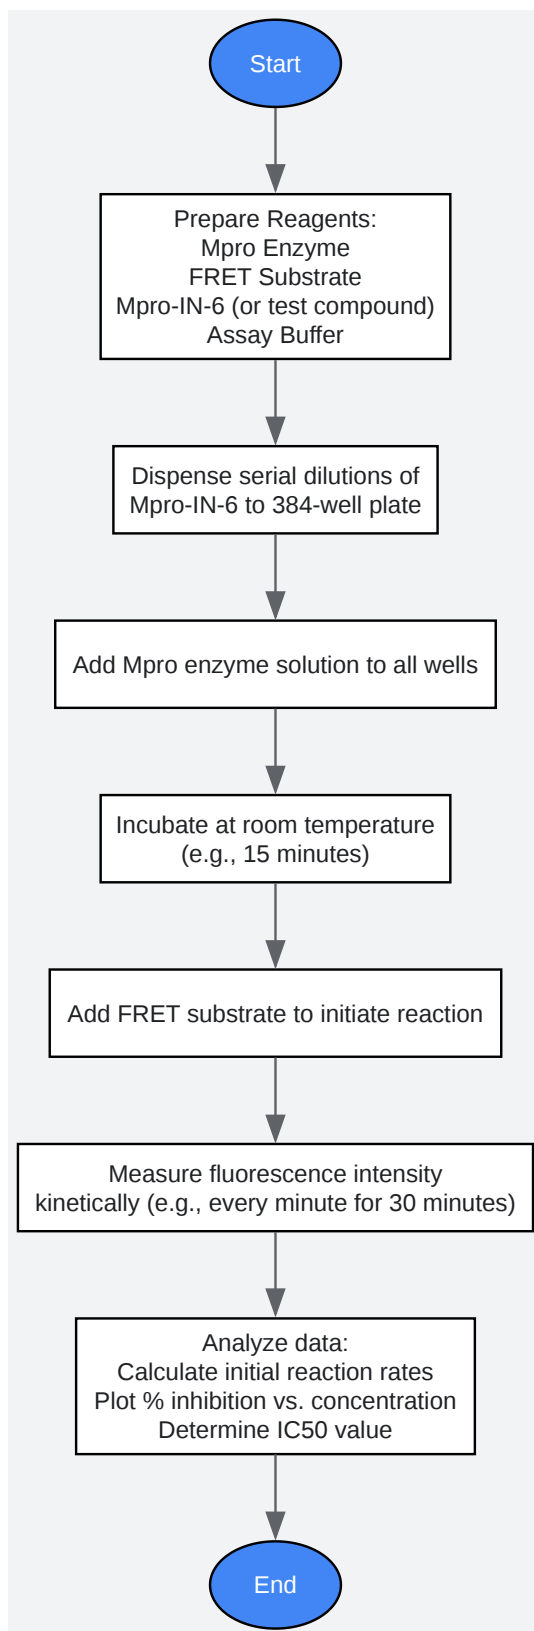 Start
Prepare Reagents:
Mpro Enzyme
FRET Substrate
Mpro-IN-6 (or test compound)
Assay Buffer
Dispense serial dilutions of
Mpro-IN-6 to 384-well plate
Add Mpro enzyme solution to all wells
Incubate at room temperature
(e.g., 15 minutes)
Add FRET substrate to initiate reaction
Measure fluorescence intensity
kinetically (e.g., every minute for 30 minutes)
Analyze data:
Calculate initial reaction rates
Plot % inhibition vs. concentration
Determine IC50 value
End